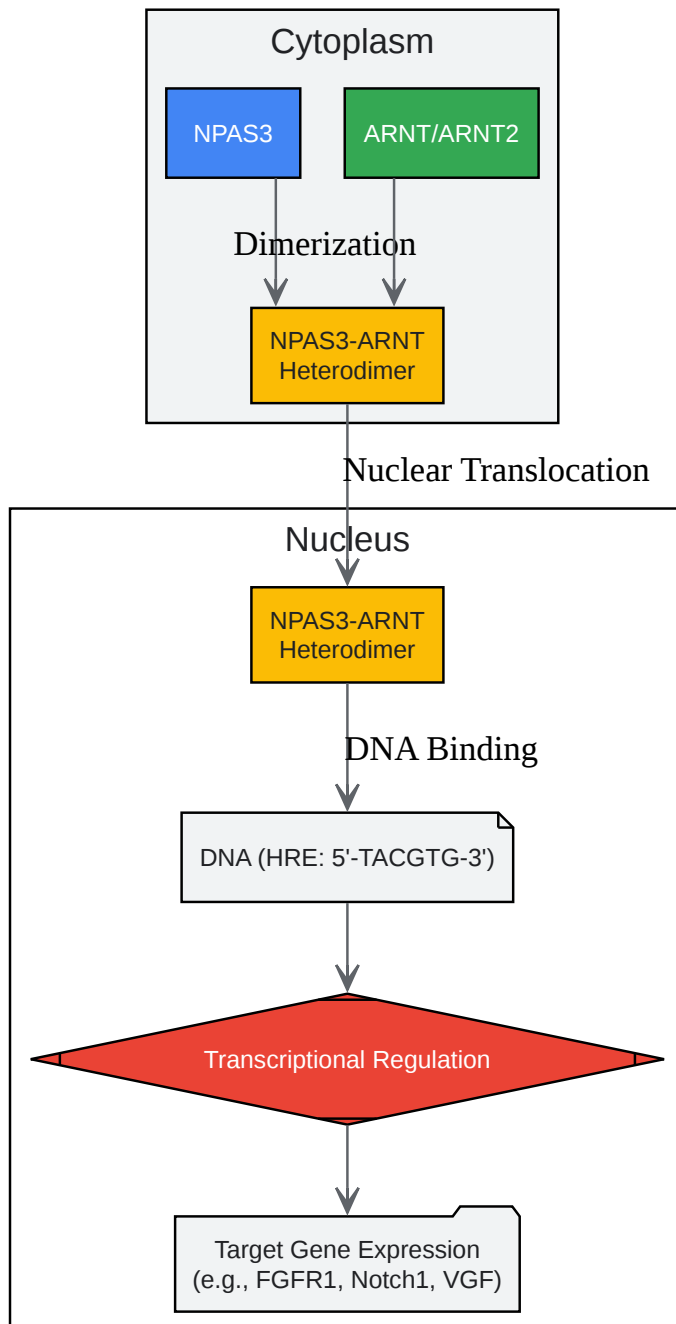 Cytoplasm
NPAS3
ARNT/ARNT2
Dimerization
NPAS3-ARNT
Heterodimer
Nuclear Translocation
Nucleus
NPAS3-ARNT
Heterodimer
DNA Binding
DNA (HRE: 5'-TACGTG-3')
Transcriptional Regulation
Target Gene Expression
(e.g., FGFR1, Notch1, VGF)